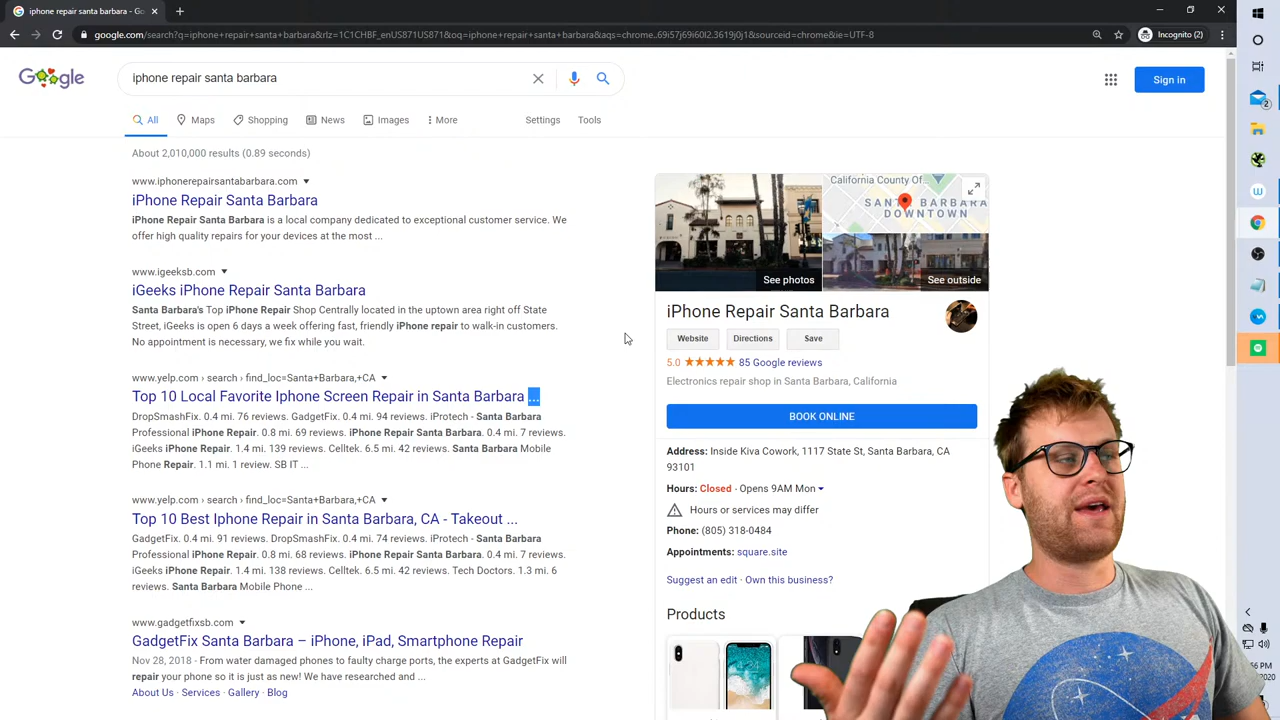 iphone repair santa barbara - Go
google.com/search?q=iphone+repair+santa+barbara&rlz=1C1CHBF_enUS871US871&oq=iphone+repair+santa+barbara&aqs=chrome..69i57j69i60l2.3619j0j1&sourceid=chrome&ie=UTF-8
Incognito (2)
Google
iphone repair santa barbara
Sign in
All
Maps
Shopping
News
Images
More
Settings
Tools
About 2,010,000 results (0.89 seconds)
www.iphonerepairsantabarbara.com
iPhone Repair Santa Barbara
iPhone Repair Santa Barbara is a local company dedicated to exceptional customer service. We
offer high quality repairs for your devices at the most ...
www.igeeksb.com
iGeeks iPhone Repair Santa Barbara
Santa Barbara's Top iPhone Repair Shop Centrally located in the uptown area right off State
Street, iGeeks is open 6 days a week offering fast, friendly iPhone repair to walk-in customers.
No appointment is necessary, we fix while you wait.
www.yelp.com › search › find_loc=Santa+Barbara,+CA
Top 10 Local Favorite Iphone Screen Repair in Santa Barbara ...
DropSmashFix. 0.4 mi. 76 reviews. GadgetFix. 0.4 mi. 94 reviews. iProtech - Santa Barbara
Professional iPhone Repair. 0.8 mi. 69 reviews. iPhone Repair Santa Barbara. 0.4 mi. 7 reviews.
iGeeks iPhone Repair. 1.4 mi. 139 reviews. Celltek. 6.5 mi. 42 reviews. Santa Barbara Mobile
Phone Repair. 1.1 mi. 1 review. SB IT ...
www.yelp.com › search › find_loc=Santa+Barbara,+CA
Top 10 Best Iphone Repair in Santa Barbara, CA - Takeout ...
GadgetFix. 0.4 mi. 91 reviews. DropSmashFix. 0.4 mi. 74 reviews. iProtech - Santa Barbara
Professional iPhone Repair. 0.8 mi. 68 reviews. iPhone Repair Santa Barbara. 0.4 mi. 7 reviews.
iGeeks iPhone Repair. 1.4 mi. 138 reviews. Celltek. 6.5 mi. 42 reviews. Tech Doctors. 1.3 mi. 6
reviews. Santa Barbara Mobile Phone ...
www.gadgetfixsb.com
GadgetFix Santa Barbara – iPhone, iPad, Smartphone Repair
Nov 28, 2018 - From water damaged phones to faulty charge ports, the experts at GadgetFix will
repair your phone so it is just as new! We have researched and ...
About Us · Services · Gallery · Blog
California County Of...
SANTA BARBARA
DOWNTOWN
See photos
See outside
iPhone Repair Santa Barbara
Website
Directions
Save
5.0
85 Google reviews
Electronics repair shop in Santa Barbara, California
BOOK ONLINE
Address: Inside Kiva Cowork, 1117 State St, Santa Barbara, CA
93101
Hours: Closed · Opens 9AM Mon
Hours or services may differ
Phone: (805) 318-0484
Appointments: square.site
Suggest an edit · Own this business?
Products
2
:56 PM
2020